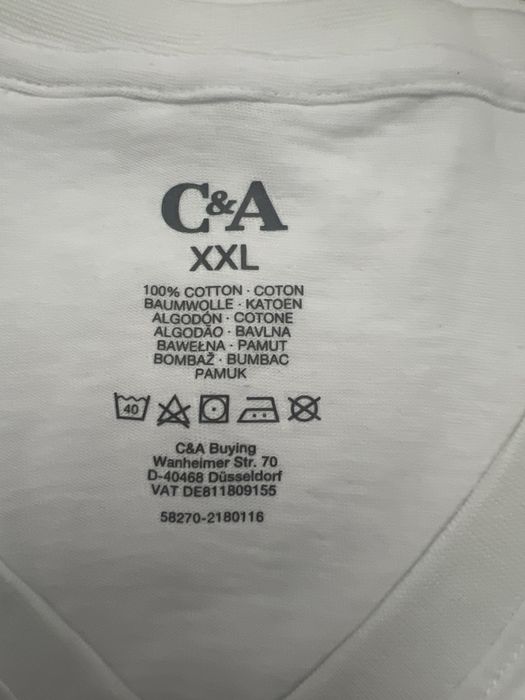 C&A
XXL
100% COTTON · COTON
BAUMWOLLE · KATOEN
ALGODÓN · COTONE
ALGODÃO · BAVLNA
BAWEŁNA · PAMUT
BOMBAŽ · BUMBAC
PAMUK
40
C&A Buying
Wanheimer Str. 70
D-40468 Düsseldorf
VAT DE811809155
58270-2180116